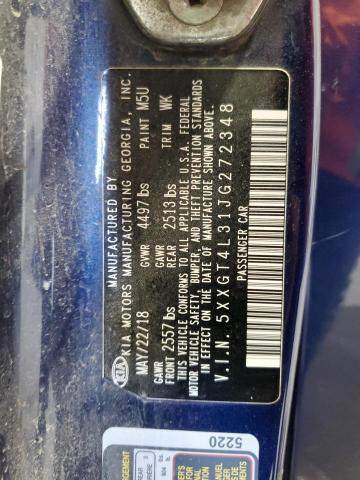 MANUFACTURED BY
KIA KIA MOTORS MANUFACTURING GEORGIA, INC.
MAY/22/18 GVWR 4497 lbs PAINT M5U
GAWR GAWR
FRONT 2557 lbs REAR 2513 lbs TRIM WK
THIS VEHICLE CONFORMS TO ALL APPLICABLE U.S.A. FEDERAL
MOTOR VEHICLE SAFETY, BUMPER, AND THEFT PREVENTION STANDARDS
IN EFFECT ON THE DATE OF MANUFACTURE SHOWN ABOVE.
V.I.N. 5XXGT4L31JG272348
PASSENGER CAR
5220